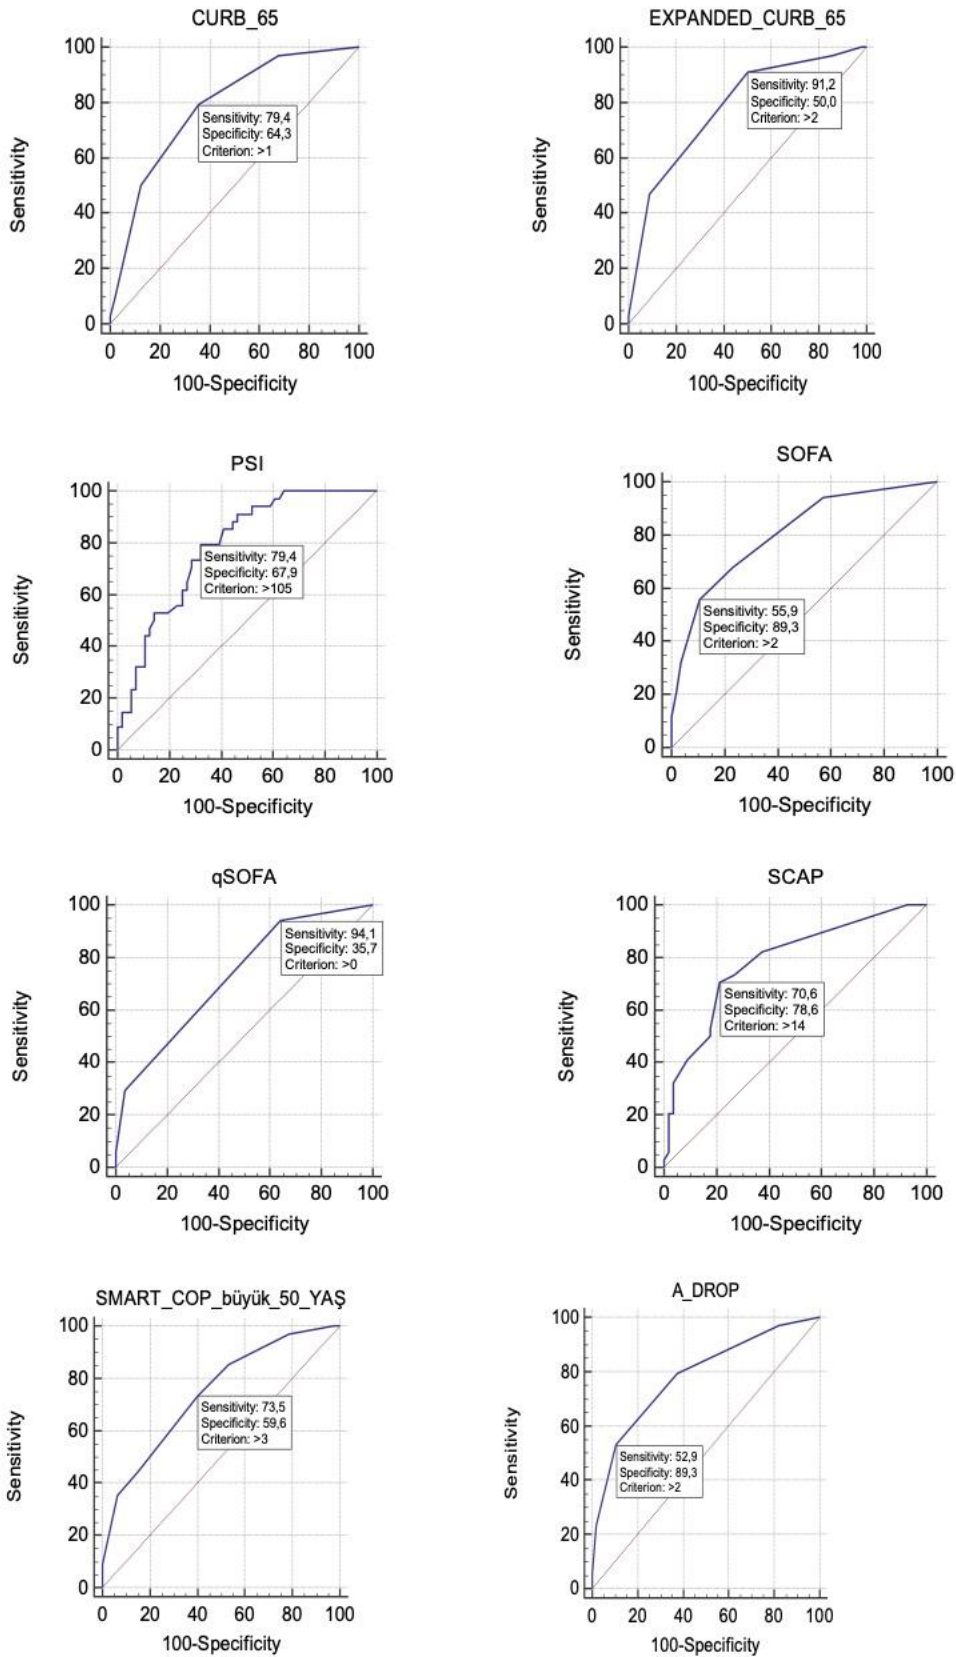 CURB_65
100
80
60
40
20
0
Sensitivity
Sensitivity: 79,4
Specificity: 64,3
Criterion: >1
0 20 40 60 80 100
100-Specificity
EXPANDED_CURB_65
100
80
60
40
20
0
Sensitivity
Sensitivity: 91,2
Specificity: 50,0
Criterion: >2
0 20 40 60 80 100
100-Specificity
PSI
100
80
60
40
20
0
Sensitivity
Sensitivity: 79,4
Specificity: 67,9
Criterion: >105
0 20 40 60 80 100
100-Specificity
SOFA
100
80
60
40
20
0
Sensitivity
Sensitivity: 55,9
Specificity: 89,3
Criterion: >2
0 20 40 60 80 100
100-Specificity
qSOFA
100
80
60
40
20
0
Sensitivity
Sensitivity: 94,1
Specificity: 35,7
Criterion: >0
0 20 40 60 80 100
100-Specificity
SCAP
100
80
60
40
20
0
Sensitivity
Sensitivity: 70,6
Specificity: 78,6
Criterion: >14
0 20 40 60 80 100
100-Specificity
SMART_COP_büyük_50_YAŞ
100
80
60
40
20
0
Sensitivity
Sensitivity: 73,5
Specificity: 59,6
Criterion: >3
0 20 40 60 80 100
100-Specificity
A_DROP
100
80
60
40
20
0
Sensitivity
Sensitivity: 52,9
Specificity: 89,3
Criterion: >2
0 20 40 60 80 100
100-Specificity